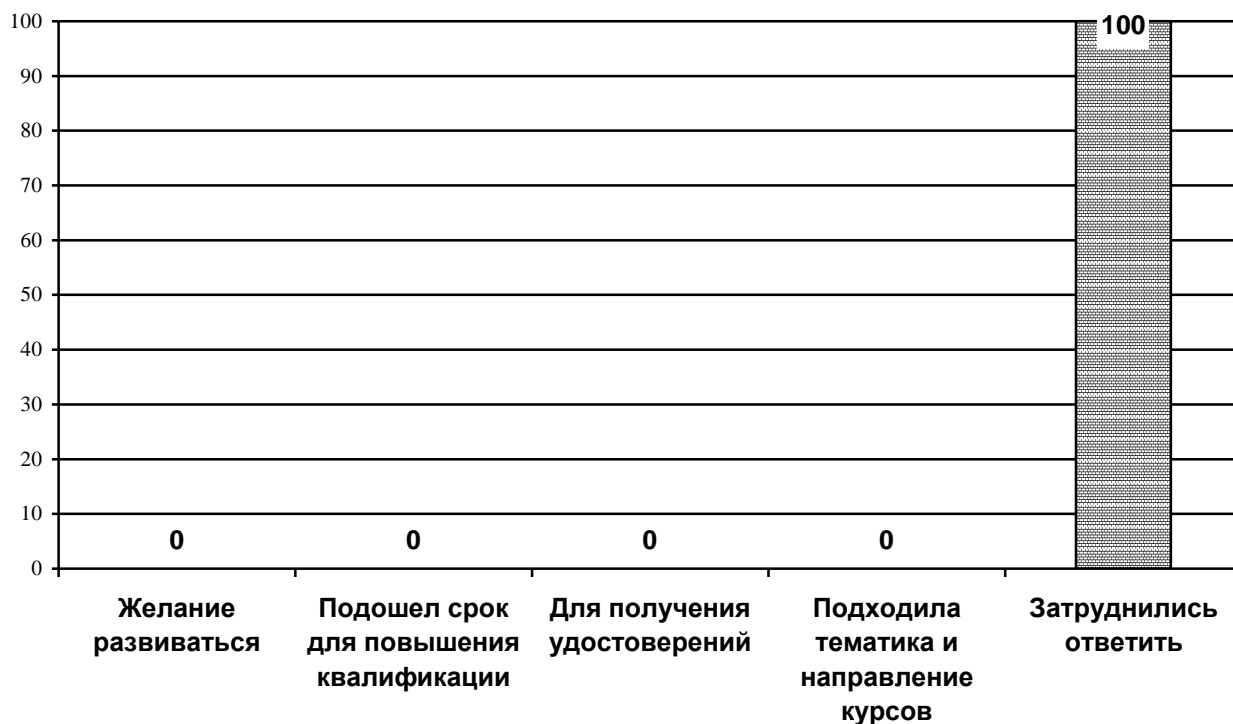 100
90
80
70
60
50
40
30
20
10
0
100
0
0
0
0
Желание
развиваться
Подошел срок
для повышения
квалификации
Для получения
удостоверений
Подходила
тематика и
направление
курсов
Затруднились
ответить